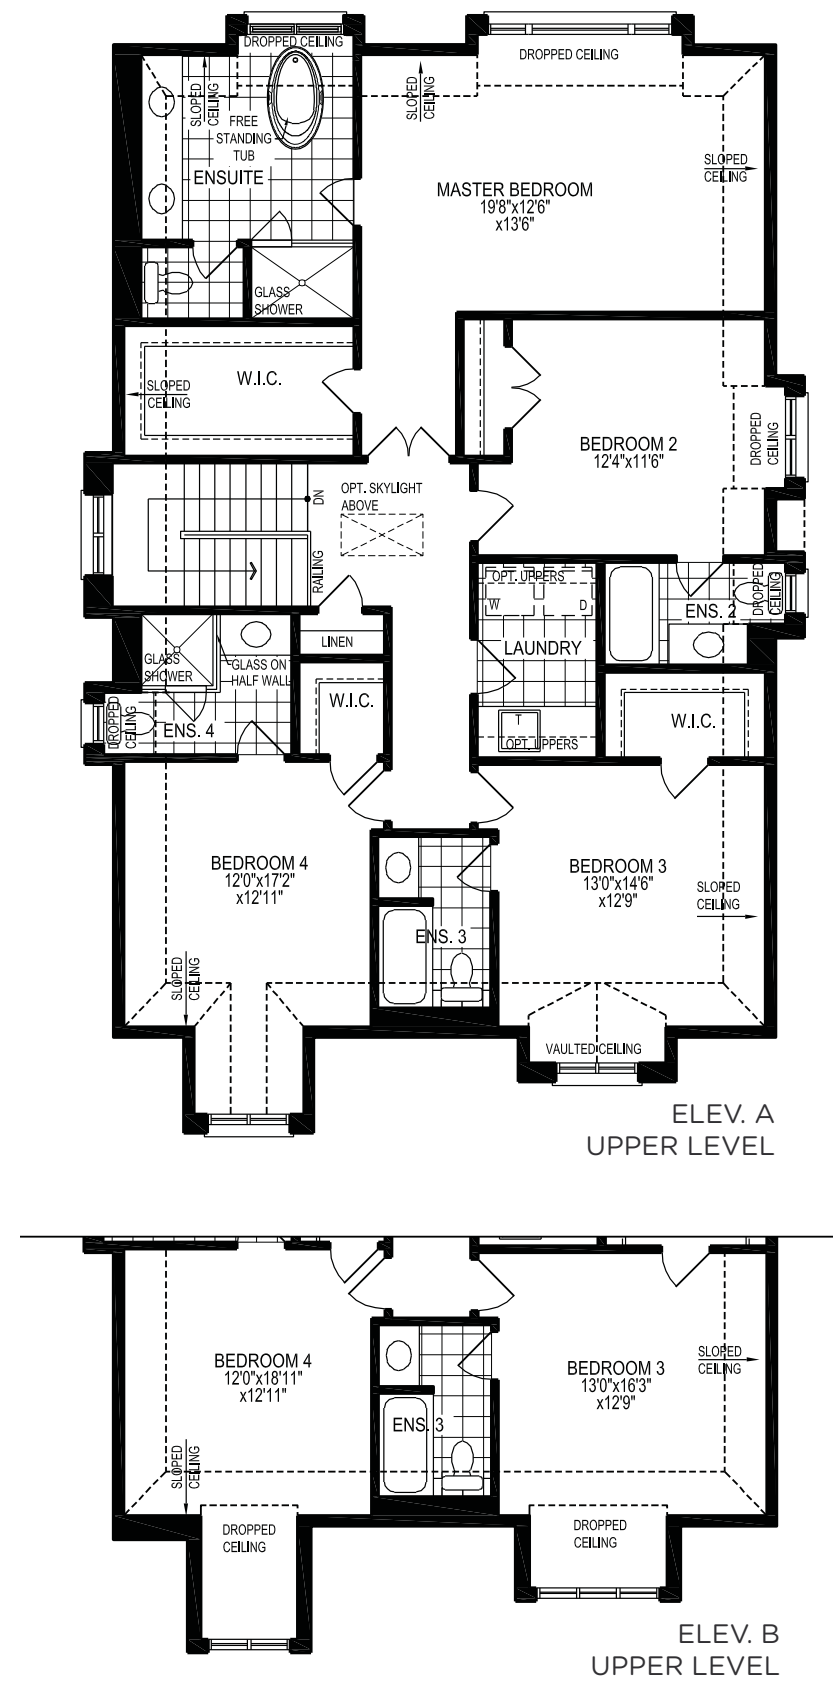 DROPPED CEILING
DROPPED CEILING
SLOPED
CEILING
SLOPED
CEILING
FREE
STANDING
TUB
ENSUITE
SLOPED
CEILING
MASTER BEDROOM
19'8"x12'6"
x13'6"
GLASS
SHOWER
W.I.C.
SLOPED
CEILING
BEDROOM 2
12'4"x11'6"
DROPPED
CEILING
OPT. SKYLIGHT
ABOVE
DN
RAILING
OPT. UPPERS
W
D
DROPPED
CEILING
ENS. 2
LINEN
LAUNDRY
GLASS
SHOWER
GLASS ON
HALF WALL
W.I.C.
DROPPED
CEILING
ENS. 4
T
OPT. UPPERS
W.I.C.
BEDROOM 4
12'0"x17'2"
x12'11"
BEDROOM 3
13'0"x14'6"
x12'9"
SLOPED
CEILING
ENS. 3
SLOPED
CEILING
VAULTED CEILING
ELEV. A
UPPER LEVEL
BEDROOM 4
12'0"x18'11"
x12'11"
BEDROOM 3
13'0"x16'3"
x12'9"
SLOPED
CEILING
ENS. 3
SLOPED
CEILING
DROPPED
CEILING
DROPPED
CEILING
ELEV. B
UPPER LEVEL